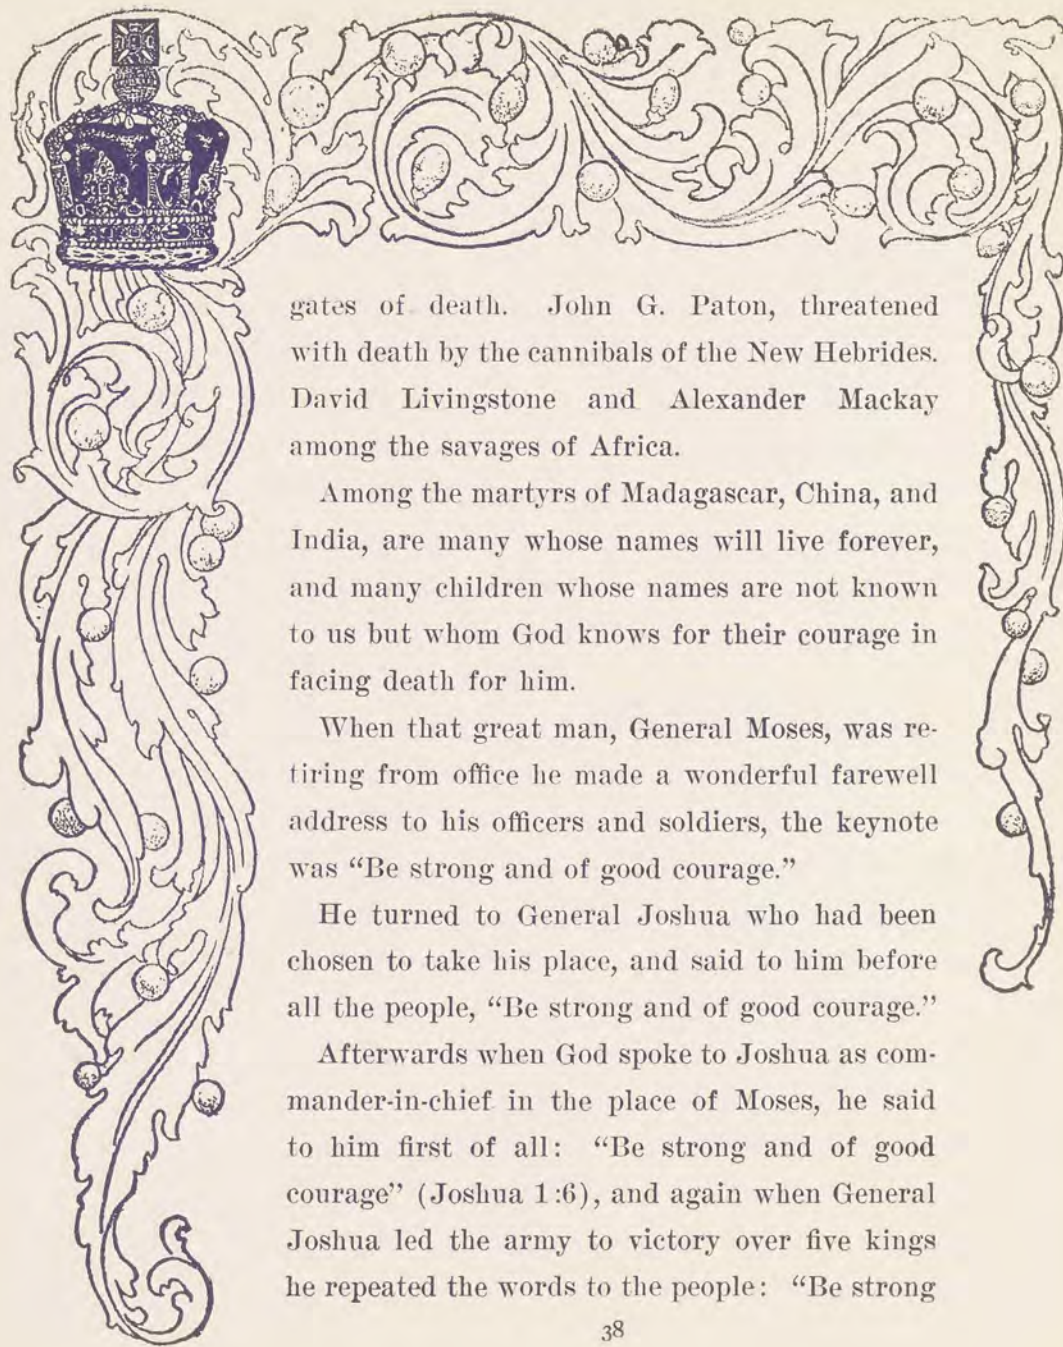 gates of death. John G. Paton, threatened
with death by the cannibals of the New Hebrides.
David Livingstone and Alexander Mackay
among the savages of Africa.
Among the martyrs of Madagascar, China, and
India, are many whose names will live forever,
and many children whose names are not known
to us but whom God knows for their courage in
facing death for him.
When that great man, General Moses, was re-
tiring from office he made a wonderful farewell
address to his officers and soldiers, the keynote
was “Be strong and of good courage.”
He turned to General Joshua who had been
chosen to take his place, and said to him before
all the people, “Be strong and of good courage.”
Afterwards when God spoke to Joshua as com-
mander-in-chief in the place of Moses, he said
to him first of all: “Be strong and of good
courage” (Joshua 1:6), and again when General
Joshua led the army to victory over five kings
he repeated the words to the people: “Be strong
38